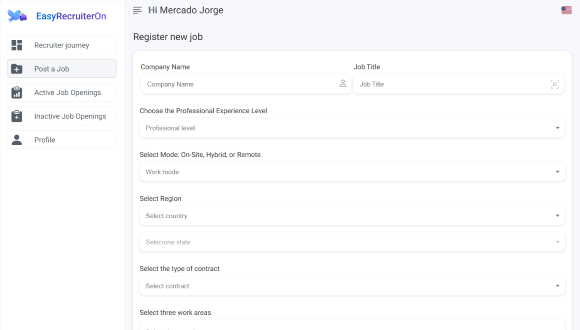 EasyRecruiterOn
Hi Mercado Jorge
Recruiter journey
Post a Job
Active Job Openings
Inactive Job Openings
Profile
Register new job
Company Name
Job Title
Company Name
Job Title
Choose the Professional Experience Level
Profissional level
Select Mode: On-Site, Hybrid, or Remote
Work mode
Select Region
Select country
Selecione state
Select the type of contract
Select contract
Select three work areas